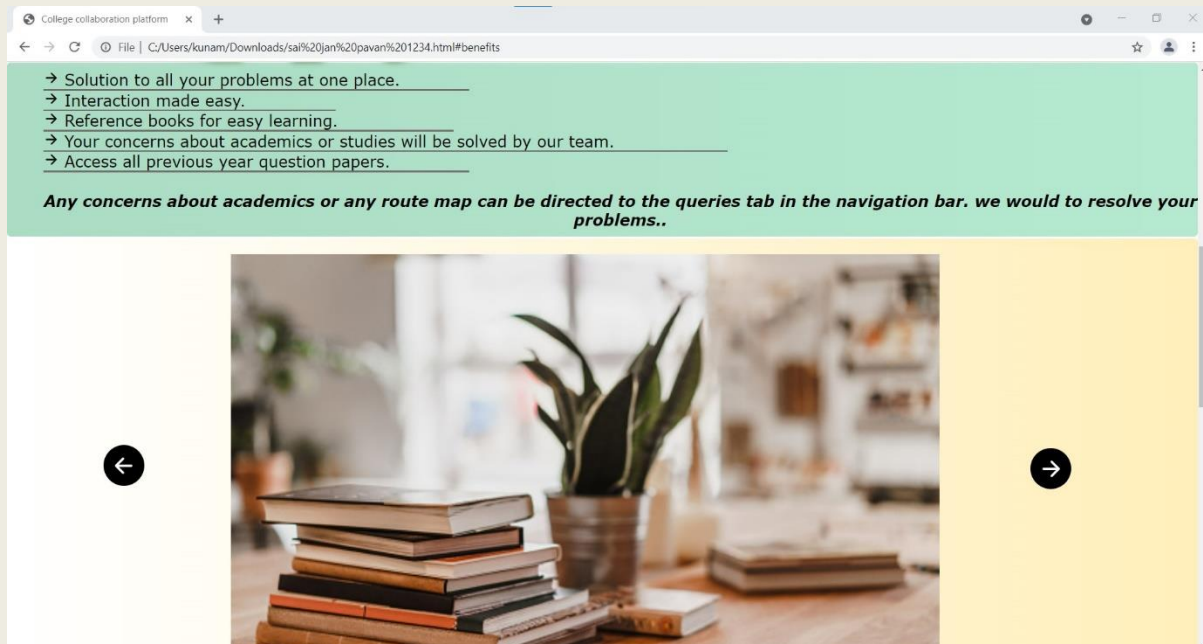 College collaboration platform
File | C:/Users/kunam/Downloads/sai%20jan%20pavan%201234.html#benefits
→ Solution to all your problems at one place.
→ Interaction made easy.
→ Reference books for easy learning.
→ Your concerns about academics or studies will be solved by our team.
→ Access all previous year question papers.
Any concerns about academics or any route map can be directed to the queries tab in the navigation bar. we would to resolve your
problems..